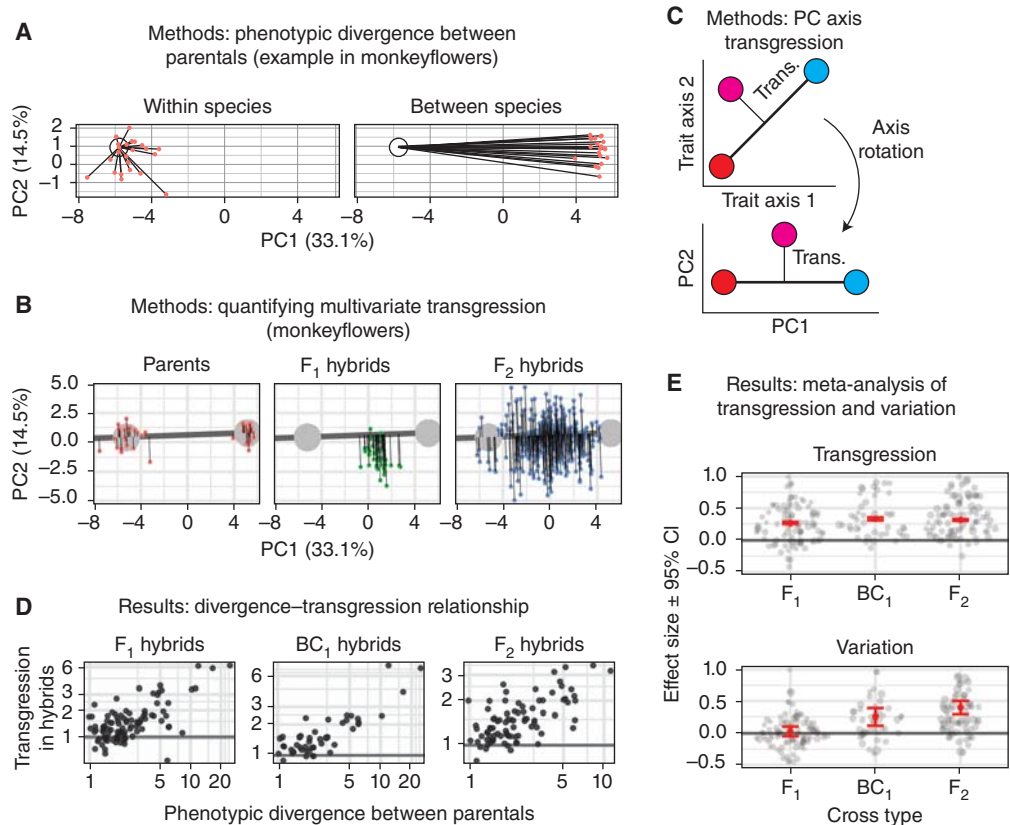 A
Methods: phenotypic divergence between
parentals (example in monkeyflowers)
Within species
Between species
PC2 (14.5%)
2
1
0
−1
−8
−4
0
4
−8
−4
0
4
PC1 (33.1%)
B
Methods: quantifying multivariate transgression
(monkeyflowers)
Parents
F1 hybrids
F2 hybrids
PC2 (14.5%)
5.0
2.5
0.0
−2.5
−5.0
−8
−4
0
4
−8
−4
0
4
−8
−4
0
4
PC1 (33.1%)
C
Methods: PC axis
transgression
Trait axis 2
Trans.
Trait axis 1
Axis
rotation
PC2
Trans.
PC1
D
Results: divergence–transgression relationship
F1 hybrids
BC1 hybrids
F2 hybrids
Transgression
in hybrids
6
3
2
1
1
5
10
20
6
3
2
1
1
5
10
20
3
2
1
1
5
10
Phenotypic divergence between parentals
E
Results: meta-analysis of
transgression and variation
Effect size ± 95% CI
Transgression
1.0
0.5
0.0
−0.5
F1
BC1
F2
Variation
1.0
0.5
0.0
−0.5
F1
BC1
F2
Cross type